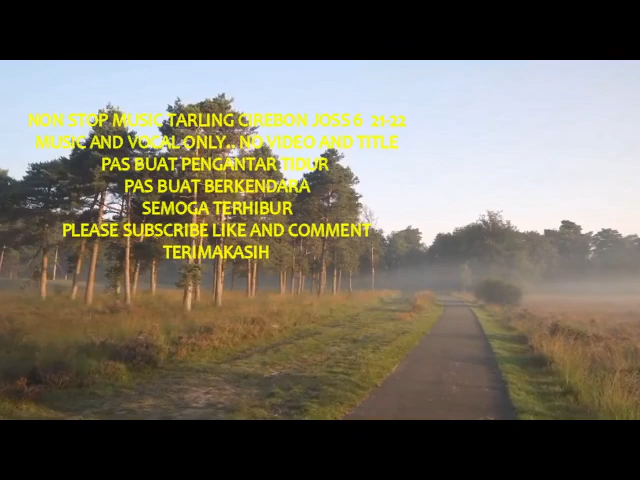 NON STOP MUSIC TARLING CIREBON JOSS 6 21-22
MUSIC AND VOCAL ONLY.. NO VIDEO AND TITLE
PAS BUAT PENGANTAR TIDUR
PAS BUAT BERKENDARA
SEMOGA TERHIBUR
PLEASE SUBSCRIBE LIKE AND COMMENT
TERIMAKASIH